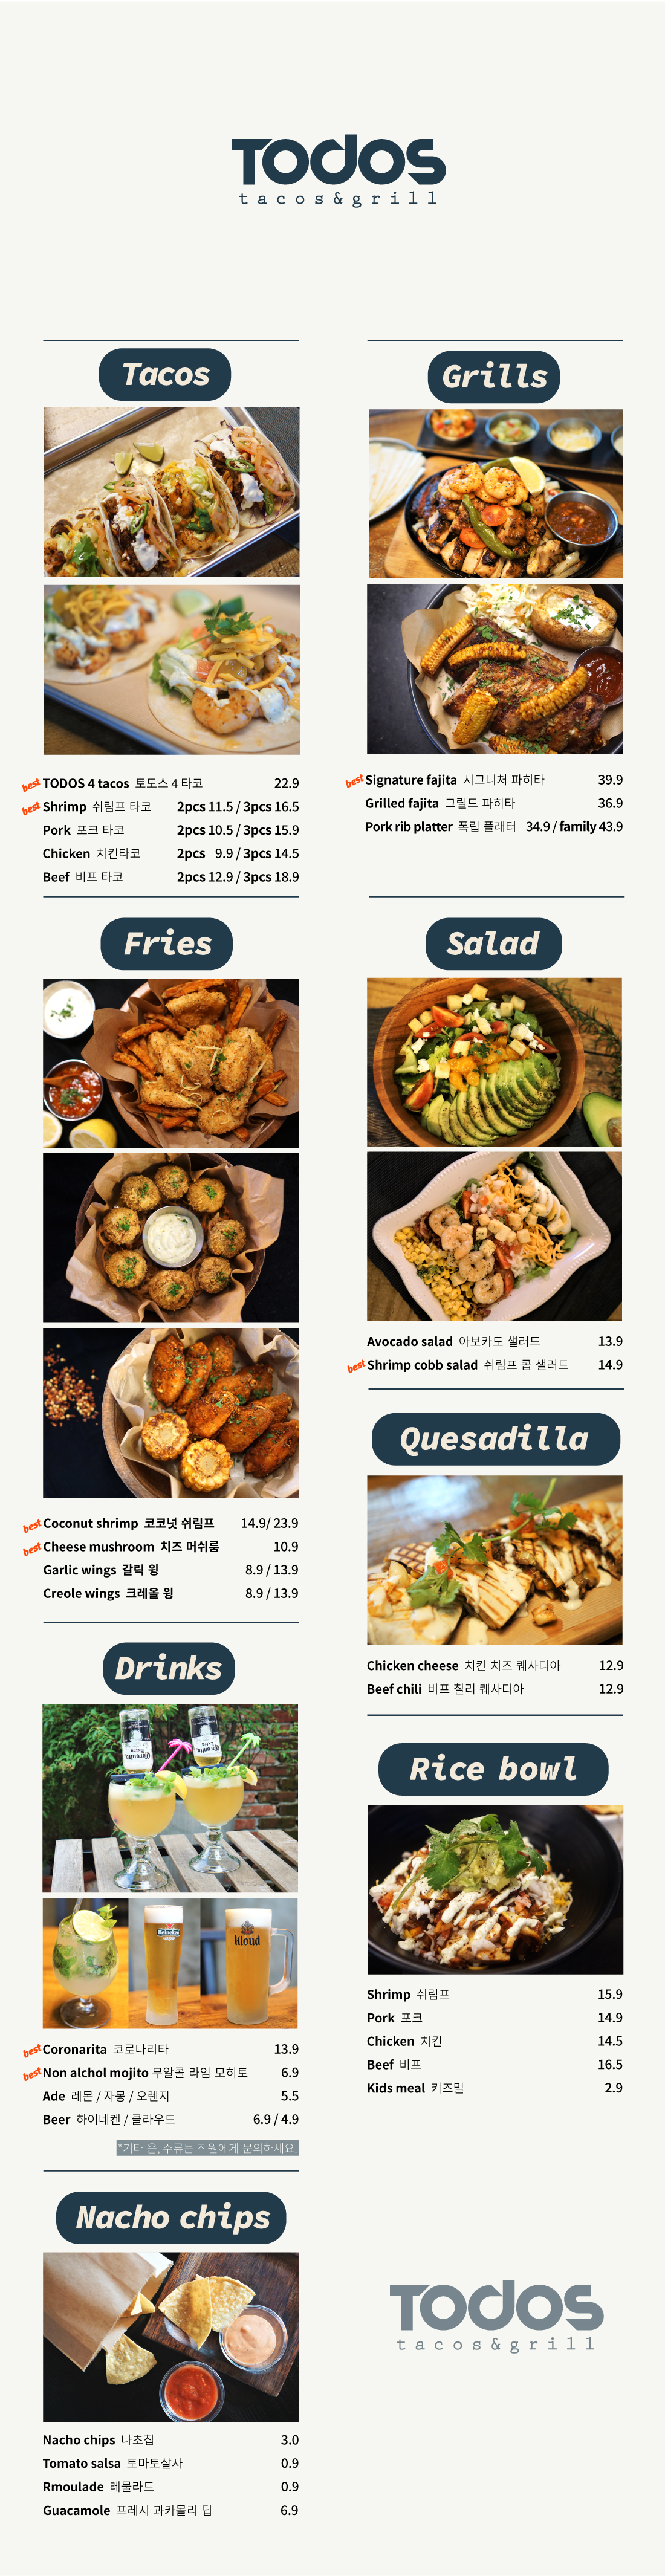 TODOS
tacos&grill
Tacos
best TODOS 4 tacos 토도스 4 타코 22.9
best Shrimp 쉬림프 타코 2pcs 11.5 / 3pcs 16.5
Pork 포크 타코 2pcs 10.5 / 3pcs 15.9
Chicken 치킨타코 2pcs 9.9 / 3pcs 14.5
Beef 비프 타코 2pcs 12.9 / 3pcs 18.9
Grills
best Signature fajita 시그니처 파히타 39.9
Grilled fajita 그릴드 파히타 36.9
Pork rib platter 폭립 플래터 34.9 / family 43.9
Fries
best Coconut shrimp 코코넛 쉬림프 14.9/ 23.9
best Cheese mushroom 치즈 머쉬룸 10.9
Garlic wings 갈릭 윙 8.9 / 13.9
Creole wings 크레올 윙 8.9 / 13.9
Salad
Avocado salad 아보카도 샐러드 13.9
best Shrimp cobb salad 쉬림프 콥 샐러드 14.9
Quesadilla
Chicken cheese 치킨 치즈 퀘사디아 12.9
Beef chili 비프 칠리 퀘사디아 12.9
Drinks
Coronita
Extra
Coronita
Extra
Heineken
Kloud
best Coronarita 코로나리타 13.9
best Non alchol mojito 무알콜 라임 모히토 6.9
Ade 레몬 / 자몽 / 오렌지 5.5
Beer 하이네켄 / 클라우드 6.9 / 4.9
*기타 음, 주류는 직원에게 문의하세요.
Rice bowl
Shrimp 쉬림프 15.9
Pork 포크 14.9
Chicken 치킨 14.5
Beef 비프 16.5
Kids meal 키즈밀 2.9
Nacho chips
Nacho chips 나초칩 3.0
Tomato salsa 토마토살사 0.9
Rmoulade 레물라드 0.9
Guacamole 프레시 과카몰리 딥 6.9
TODOS
tacos&grill